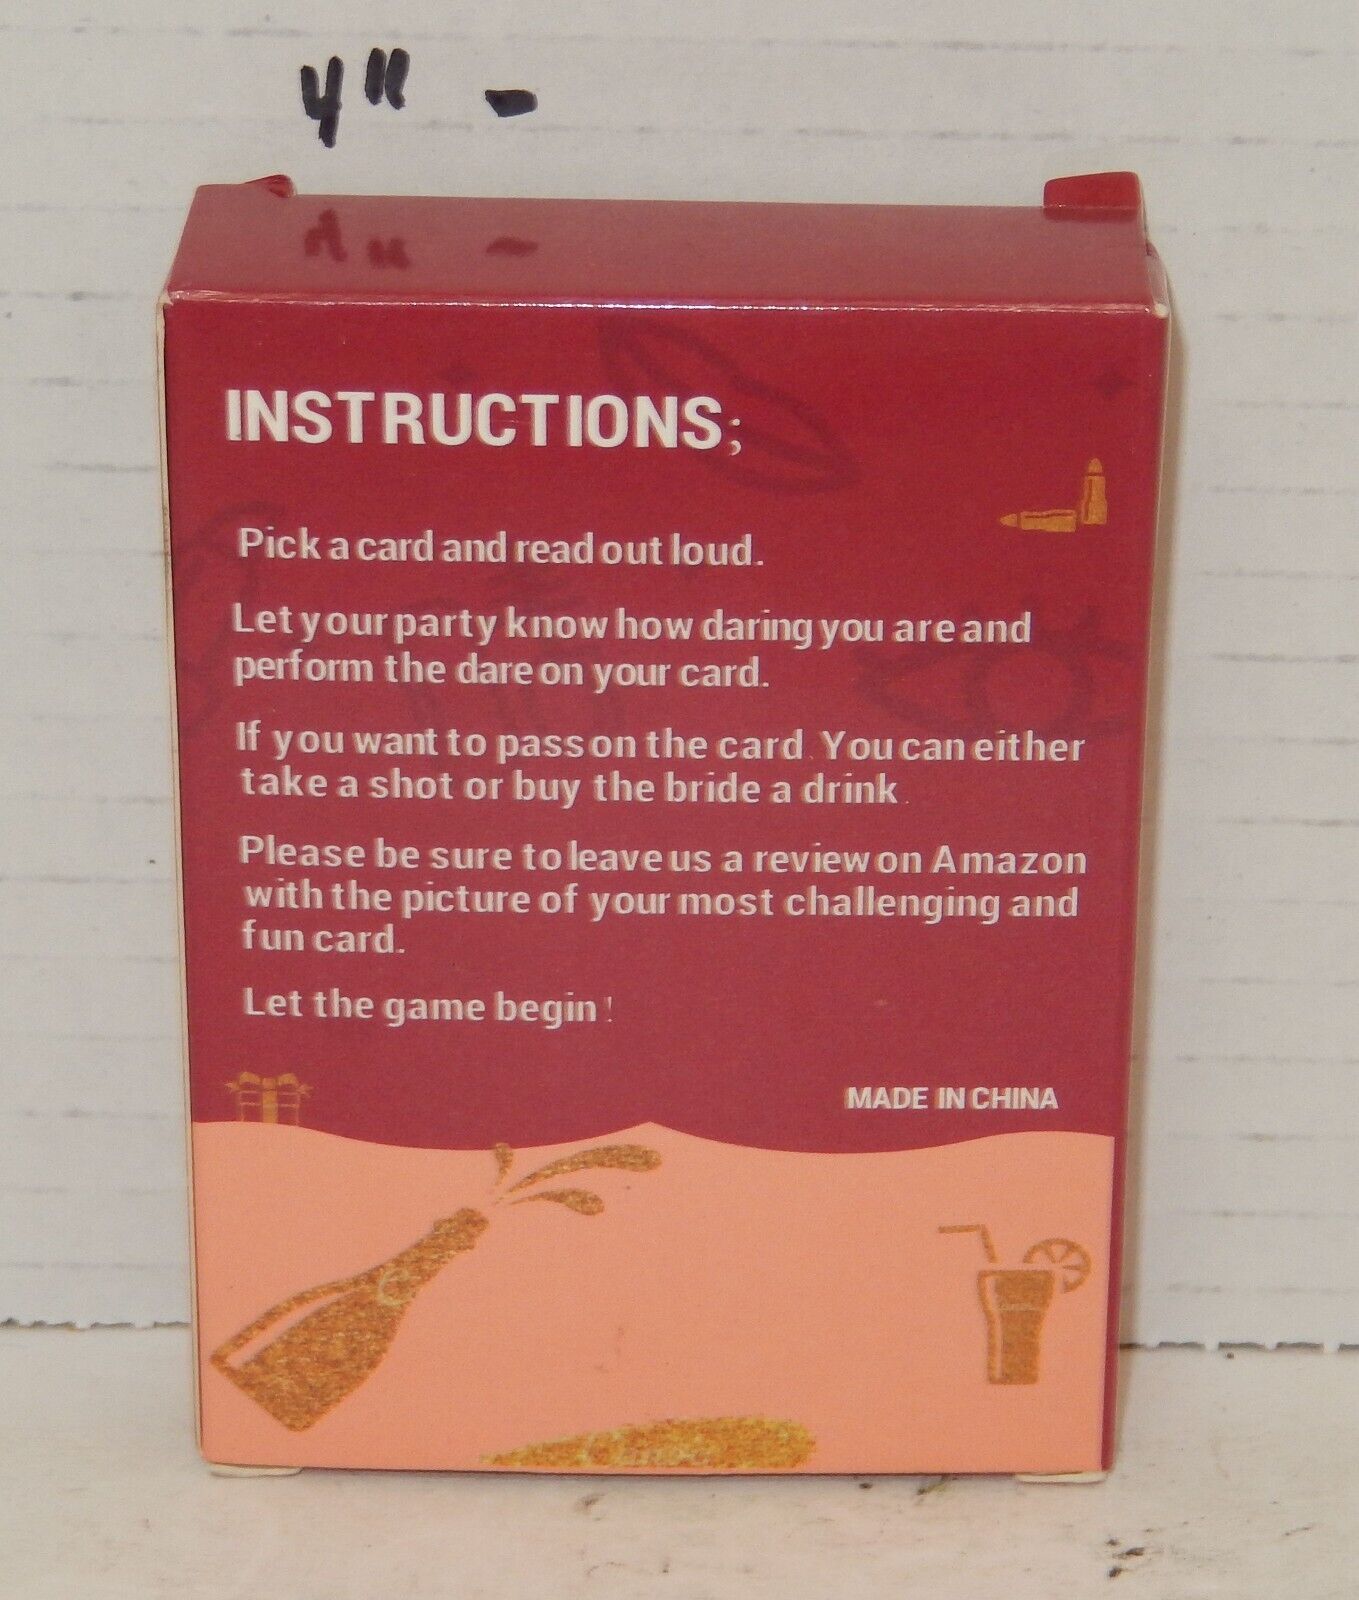 4" -
INSTRUCTIONS;
Pick a card and read out loud.
Let your party know how daring you are and
perform the dare on your card.
If you want to pass on the card. You can either
take a shot or buy the bride a drink.
Please be sure to leave us a review on Amazon
with the picture of your most challenging and
fun card.
Let the game begin!
MADE IN CHINA